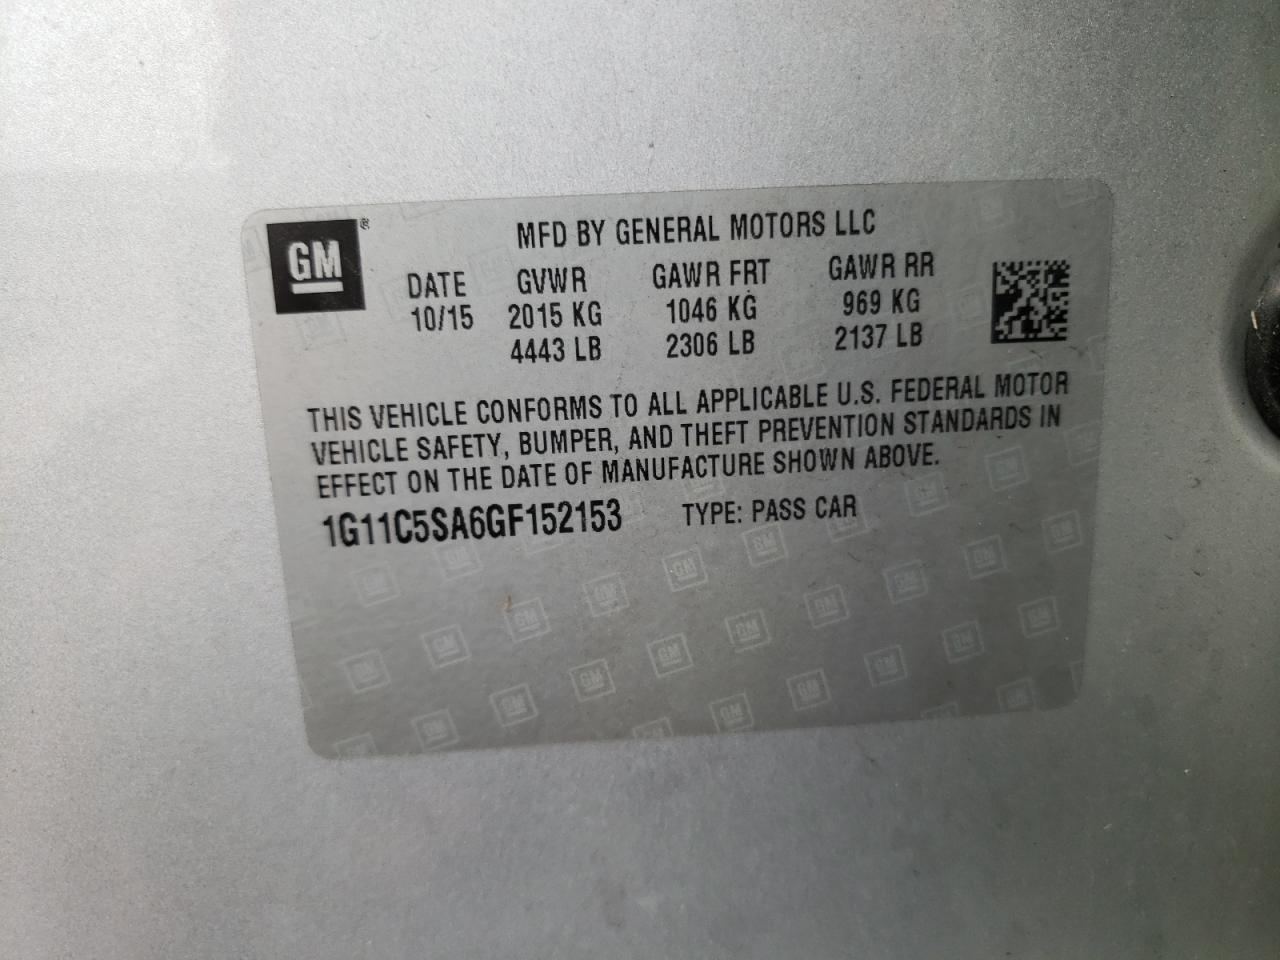 GM ®
MFD BY GENERAL MOTORS LLC
DATE GVWR GAWR FRT GAWR RR
10/15 2015 KG 1046 KG 969 KG
4443 LB 2306 LB 2137 LB
THIS VEHICLE CONFORMS TO ALL APPLICABLE U.S. FEDERAL MOTOR
VEHICLE SAFETY, BUMPER, AND THEFT PREVENTION STANDARDS IN
EFFECT ON THE DATE OF MANUFACTURE SHOWN ABOVE.
1G11C5SA6GF152153 TYPE: PASS CAR